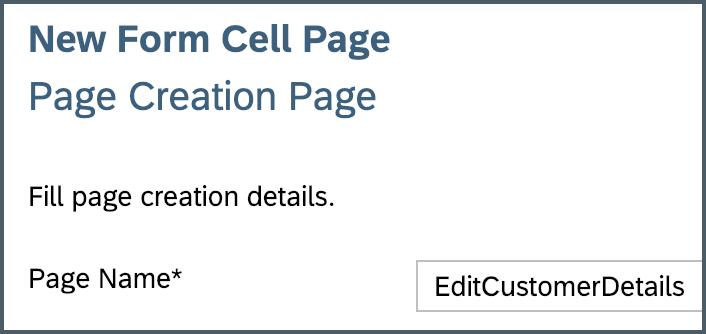 New Form Cell Page
Page Creation Page
Fill page creation details.
Page Name* EditCustomerDetails